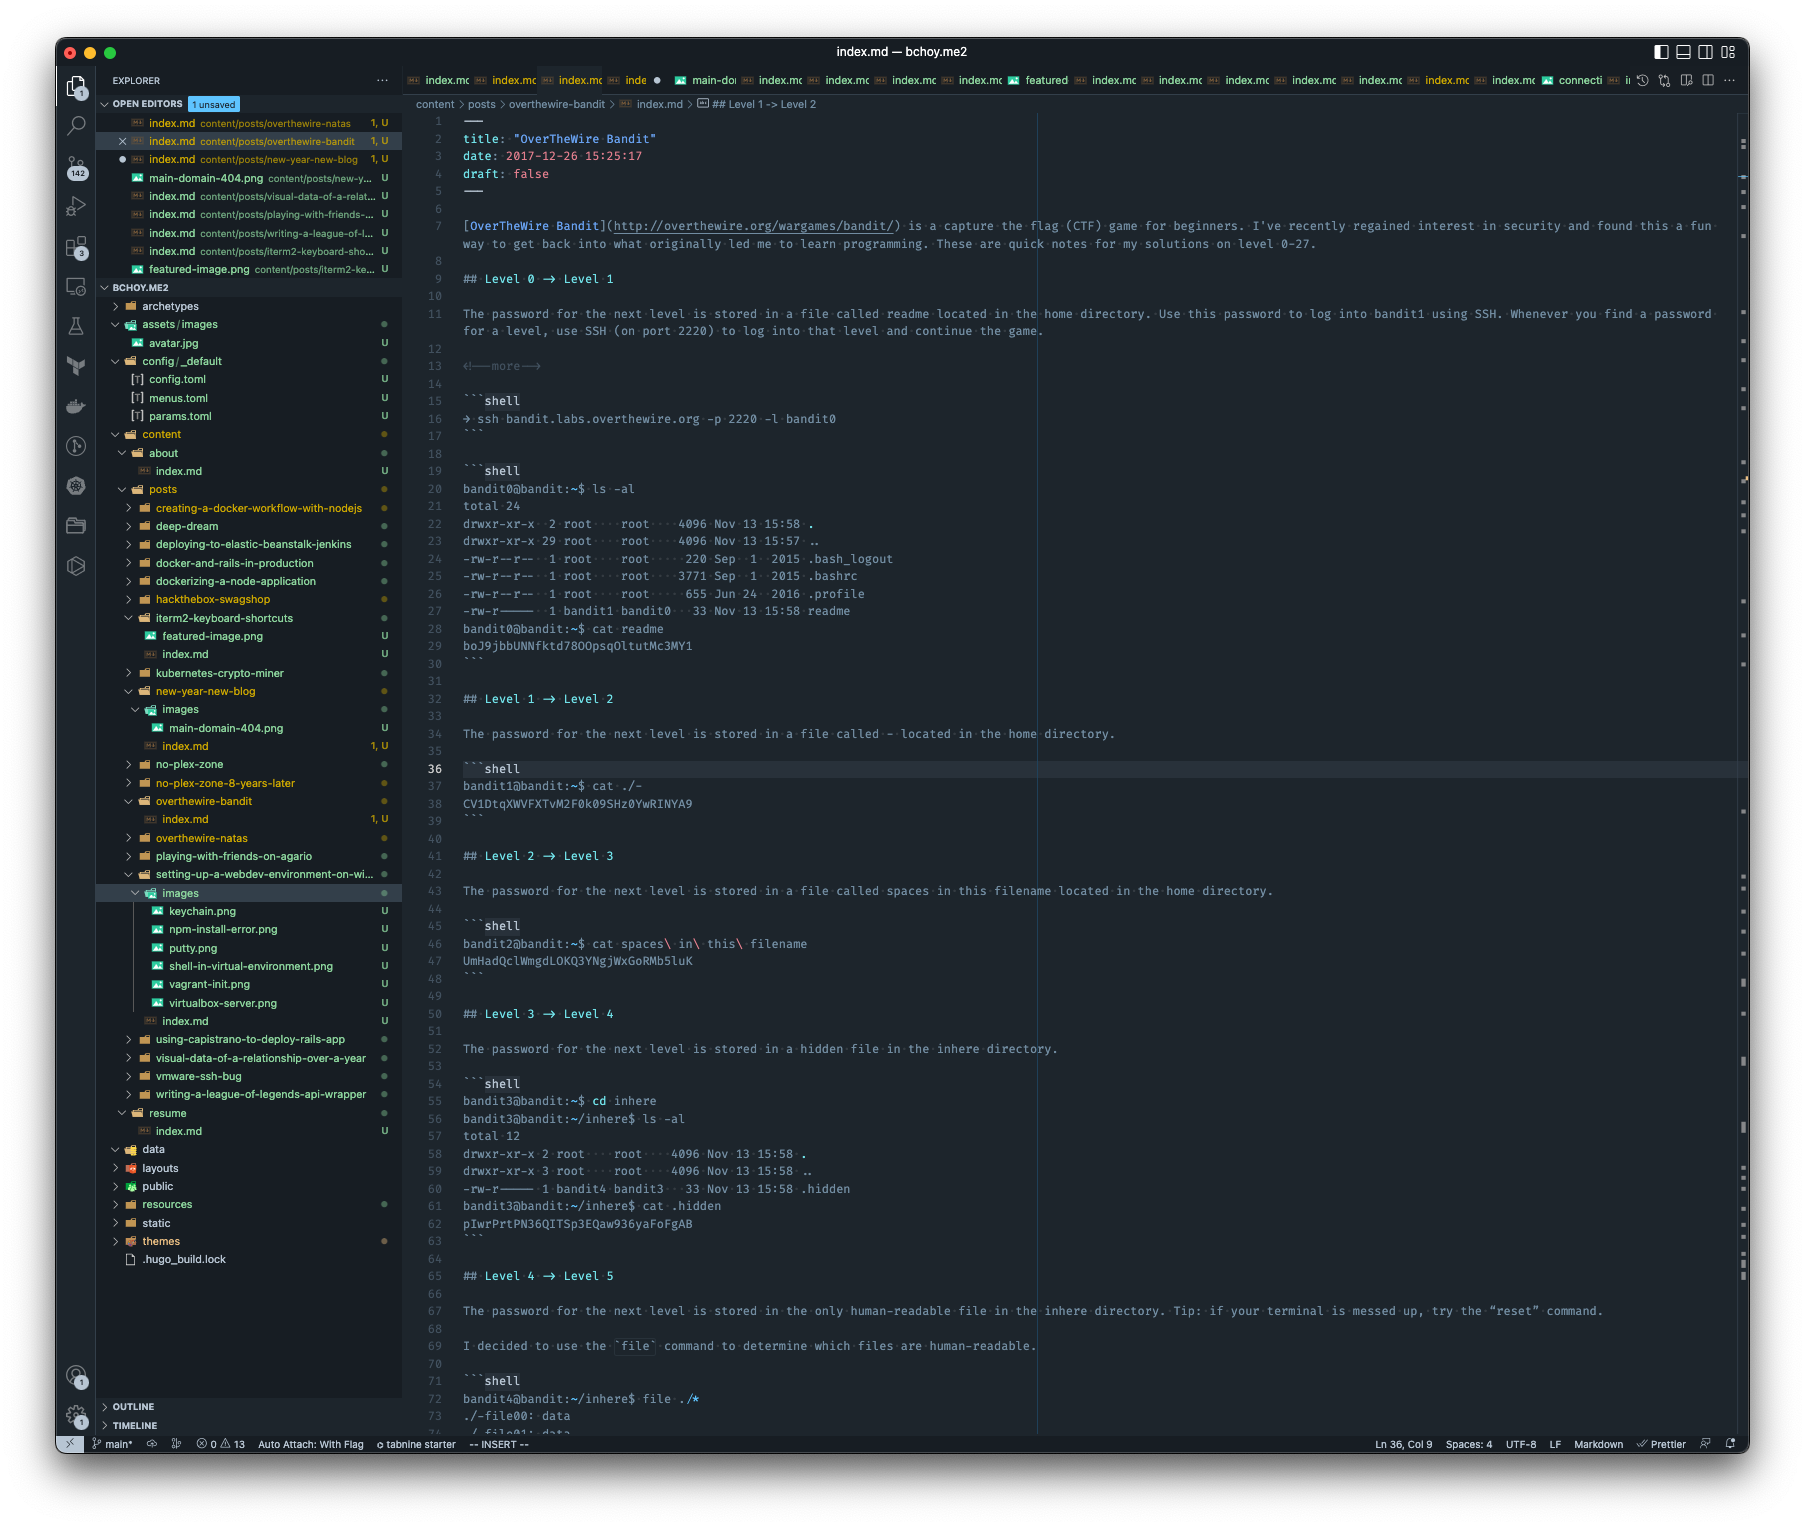 index.md — bchoy.me2
EXPLORER
OPEN EDITORS 1 unsaved
index.md content/posts/overthewire-natas 1, U
index.md content/posts/overthewire-bandit 1, U
index.md content/posts/new-year-new-blog 1, U
main-domain-404.png content/posts/new-y... U
index.md content/posts/visual-data-of-a-relat... U
index.md content/posts/playing-with-friends-... U
index.md content/posts/writing-a-league-of-l... U
index.md content/posts/iterm2-keyboard-sho... U
featured-image.png content/posts/iterm2-ke... U
BCHOY.ME2
archetypes
assets/images
avatar.jpg U
config/_default
config.toml U
menus.toml U
params.toml U
content
about
index.md U
posts
creating-a-docker-workflow-with-nodejs
deep-dream
deploying-to-elastic-beanstalk-jenkins
docker-and-rails-in-production
dockerizing-a-node-application
hackthebox-swagshop
iterm2-keyboard-shortcuts
featured-image.png U
index.md U
kubernetes-crypto-miner
new-year-new-blog
images
main-domain-404.png U
index.md 1, U
no-plex-zone
no-plex-zone-8-years-later
overthewire-bandit
index.md 1, U
overthewire-natas
playing-with-friends-on-agario
setting-up-a-webdev-environment-on-wi...
images
keychain.png U
npm-install-error.png U
putty.png U
shell-in-virtual-environment.png U
vagrant-init.png U
virtualbox-server.png U
index.md U
using-capistrano-to-deploy-rails-app
visual-data-of-a-relationship-over-a-year
vmware-ssh-bug
writing-a-league-of-legends-api-wrapper
resume
index.md U
data
layouts
public
resources
static
themes
.hugo_build.lock
OUTLINE
TIMELINE
1
142
3
1
1
index.mc index.mc index.mc inde main-doi index.mc index.mc index.mc index.mc featured index.mc index.mc index.mc index.mc index.mc index.mc index.mc connecti
content > posts > overthewire-bandit > index.md > ## Level 1 -> Level 2
1 ---
2 title: "OverTheWire Bandit"
3 date: 2017-12-26 15:25:17
4 draft: false
5 ---
6
7 [OverTheWire Bandit](http://overthewire.org/wargames/bandit/) is a capture the flag (CTF) game for beginners. I've recently regained interest in security and found this a fun
way to get back into what originally led me to learn programming. These are quick notes for my solutions on level 0-27.
8
9 ## Level 0 -> Level 1
10
11 The password for the next level is stored in a file called readme located in the home directory. Use this password to log into bandit1 using SSH. Whenever you find a password
for a level, use SSH (on port 2220) to log into that level and continue the game.
12
13 <!--more-->
14
15 ```shell
16 → ssh bandit.labs.overthewire.org -p 2220 -l bandit0
17 ```
18
19 ```shell
20 bandit0@bandit:~$ ls -al
21 total 24
22 drwxr-xr-x  2 root    root    4096 Nov 13 15:58 .
23 drwxr-xr-x 29 root    root    4096 Nov 13 15:57 ..
24 -rw-r--r--  1 root    root     220 Sep  1  2015 .bash_logout
25 -rw-r--r--  1 root    root    3771 Sep  1  2015 .bashrc
26 -rw-r--r--  1 root    root     655 Jun 24  2016 .profile
27 -rw-r-----  1 bandit1 bandit0   33 Nov 13 15:58 readme
28 bandit0@bandit:~$ cat readme
29 boJ9jbbUNNfktd78OOpsqOltutMc3MY1
30 ```
31
32 ## Level 1 -> Level 2
33
34 The password for the next level is stored in a file called - located in the home directory.
35
36 ```shell
37 bandit1@bandit:~$ cat ./-
38 CV1DtqXWVFXTvM2F0k09SHz0YwRINYA9
39 ```
40
41 ## Level 2 -> Level 3
42
43 The password for the next level is stored in a file called spaces in this filename located in the home directory.
44
45 ```shell
46 bandit2@bandit:~$ cat spaces\ in\ this\ filename
47 UmHadQclWmgdLOKQ3YNgjWxGoRMb5luK
48 ```
49
50 ## Level 3 -> Level 4
51
52 The password for the next level is stored in a hidden file in the inhere directory.
53
54 ```shell
55 bandit3@bandit:~$ cd inhere
56 bandit3@bandit:~/inhere$ ls -al
57 total 12
58 drwxr-xr-x 2 root    root    4096 Nov 13 15:58 .
59 drwxr-xr-x 3 root    root    4096 Nov 13 15:58 ..
60 -rw-r----- 1 bandit4 bandit3   33 Nov 13 15:58 .hidden
61 bandit3@bandit:~/inhere$ cat .hidden
62 pIwrPrtPN36QITSp3EQaw936yaFoFgAB
63 ```
64
65 ## Level 4 -> Level 5
66
67 The password for the next level is stored in the only human-readable file in the inhere directory. Tip: if your terminal is messed up, try the “reset” command.
68
69 I decided to use the `file` command to determine which files are human-readable.
70
71 ```shell
72 bandit4@bandit:~/inhere$ file ./*
73 ./-file00: data
74 ./-file01: data
main* 0 13 Auto Attach: With Flag tabnine starter -- INSERT -- Ln 36, Col 9 Spaces: 4 UTF-8 LF Markdown Prettier